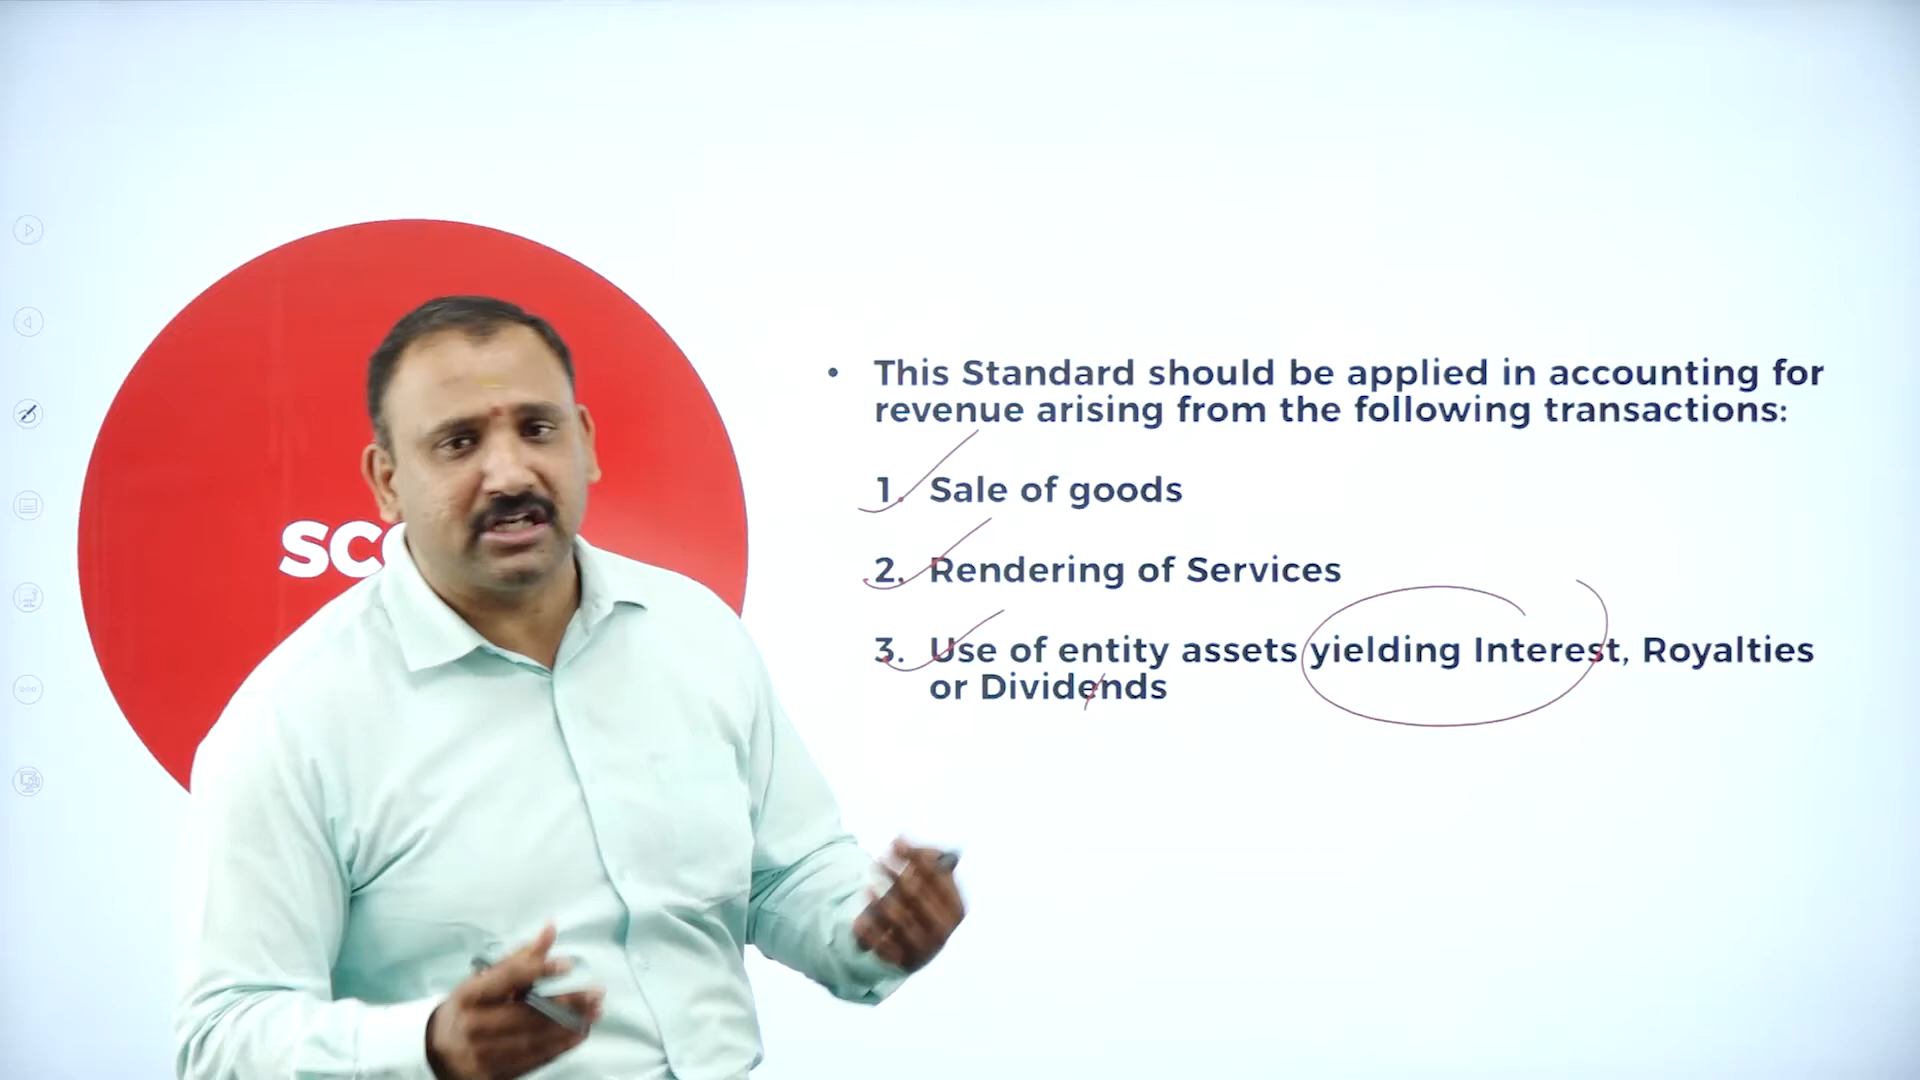 • This Standard should be applied in accounting for
revenue arising from the following transactions:
1. Sale of goods
2. Rendering of Services
3. Use of entity assets yielding Interest, Royalties
or Dividends